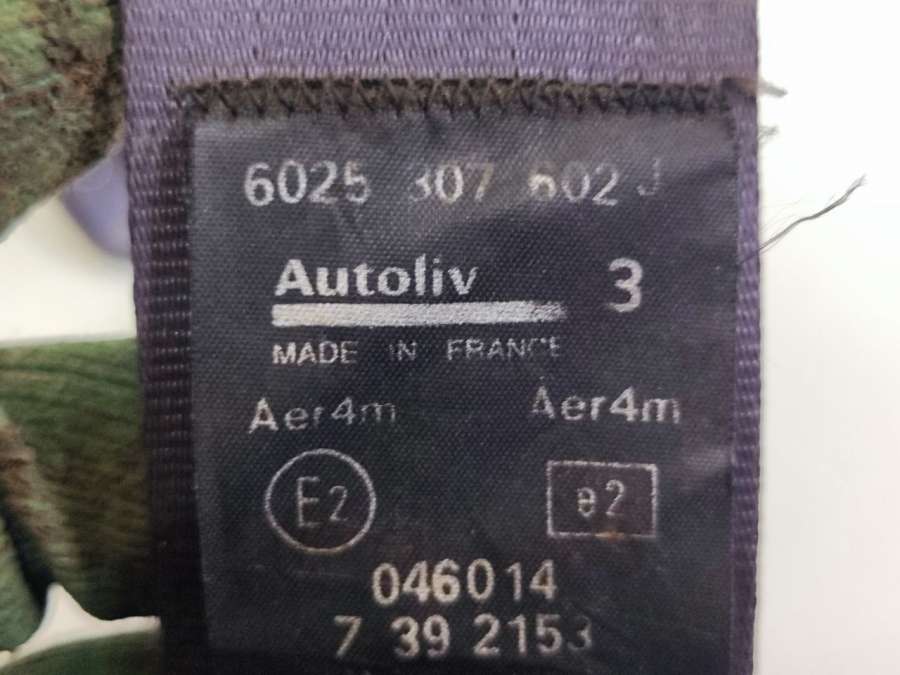 6025 307 602 J
Autoliv 3
MADE IN FRANCE
Aer4m Aer4m
E2 e2
046014
7 39 2153